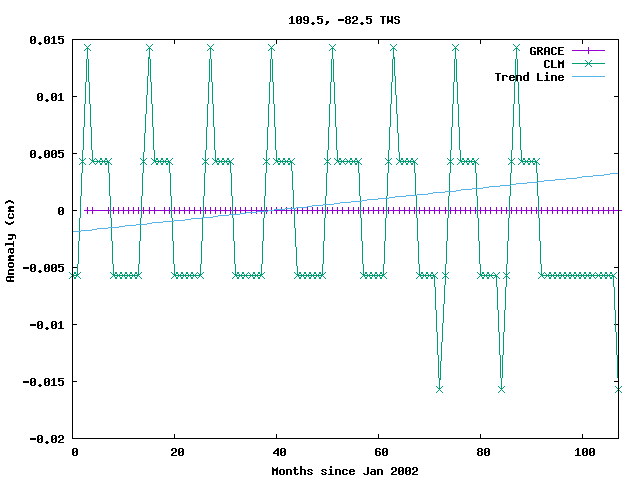 109.5, -82.5 TWS
GRACE
CLM
Trend Line
0.015
0.01
0.005
0
-0.005
-0.01
-0.015
-0.02
Anomaly (cm)
0 20 40 60 80 100
Months since Jan 2002